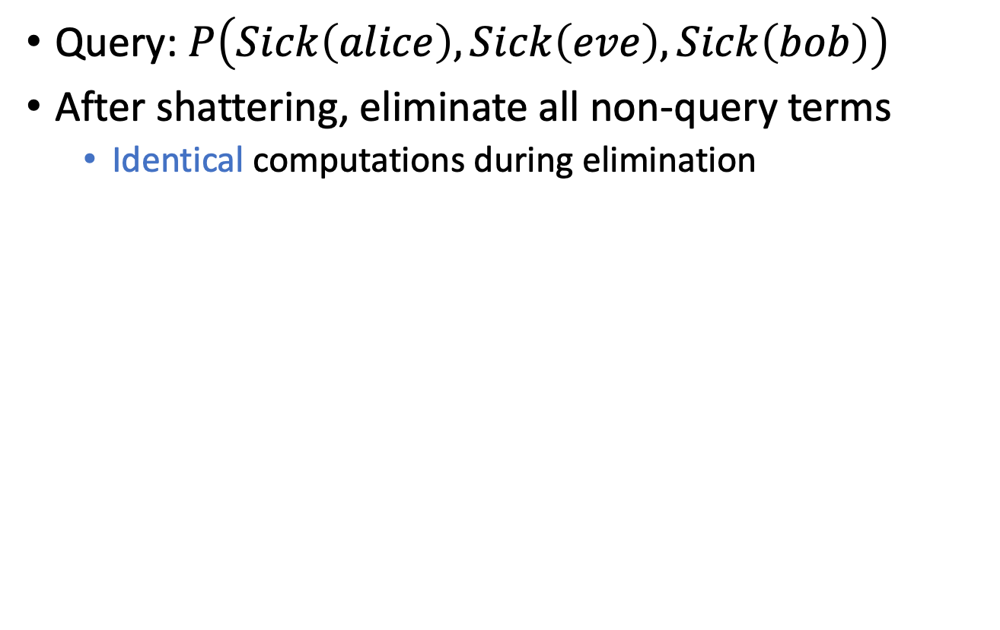 • Query: P(Sick(alice), Sick(eve), Sick(bob))
• After shattering, eliminate all non-query terms
• Identical computations during elimination